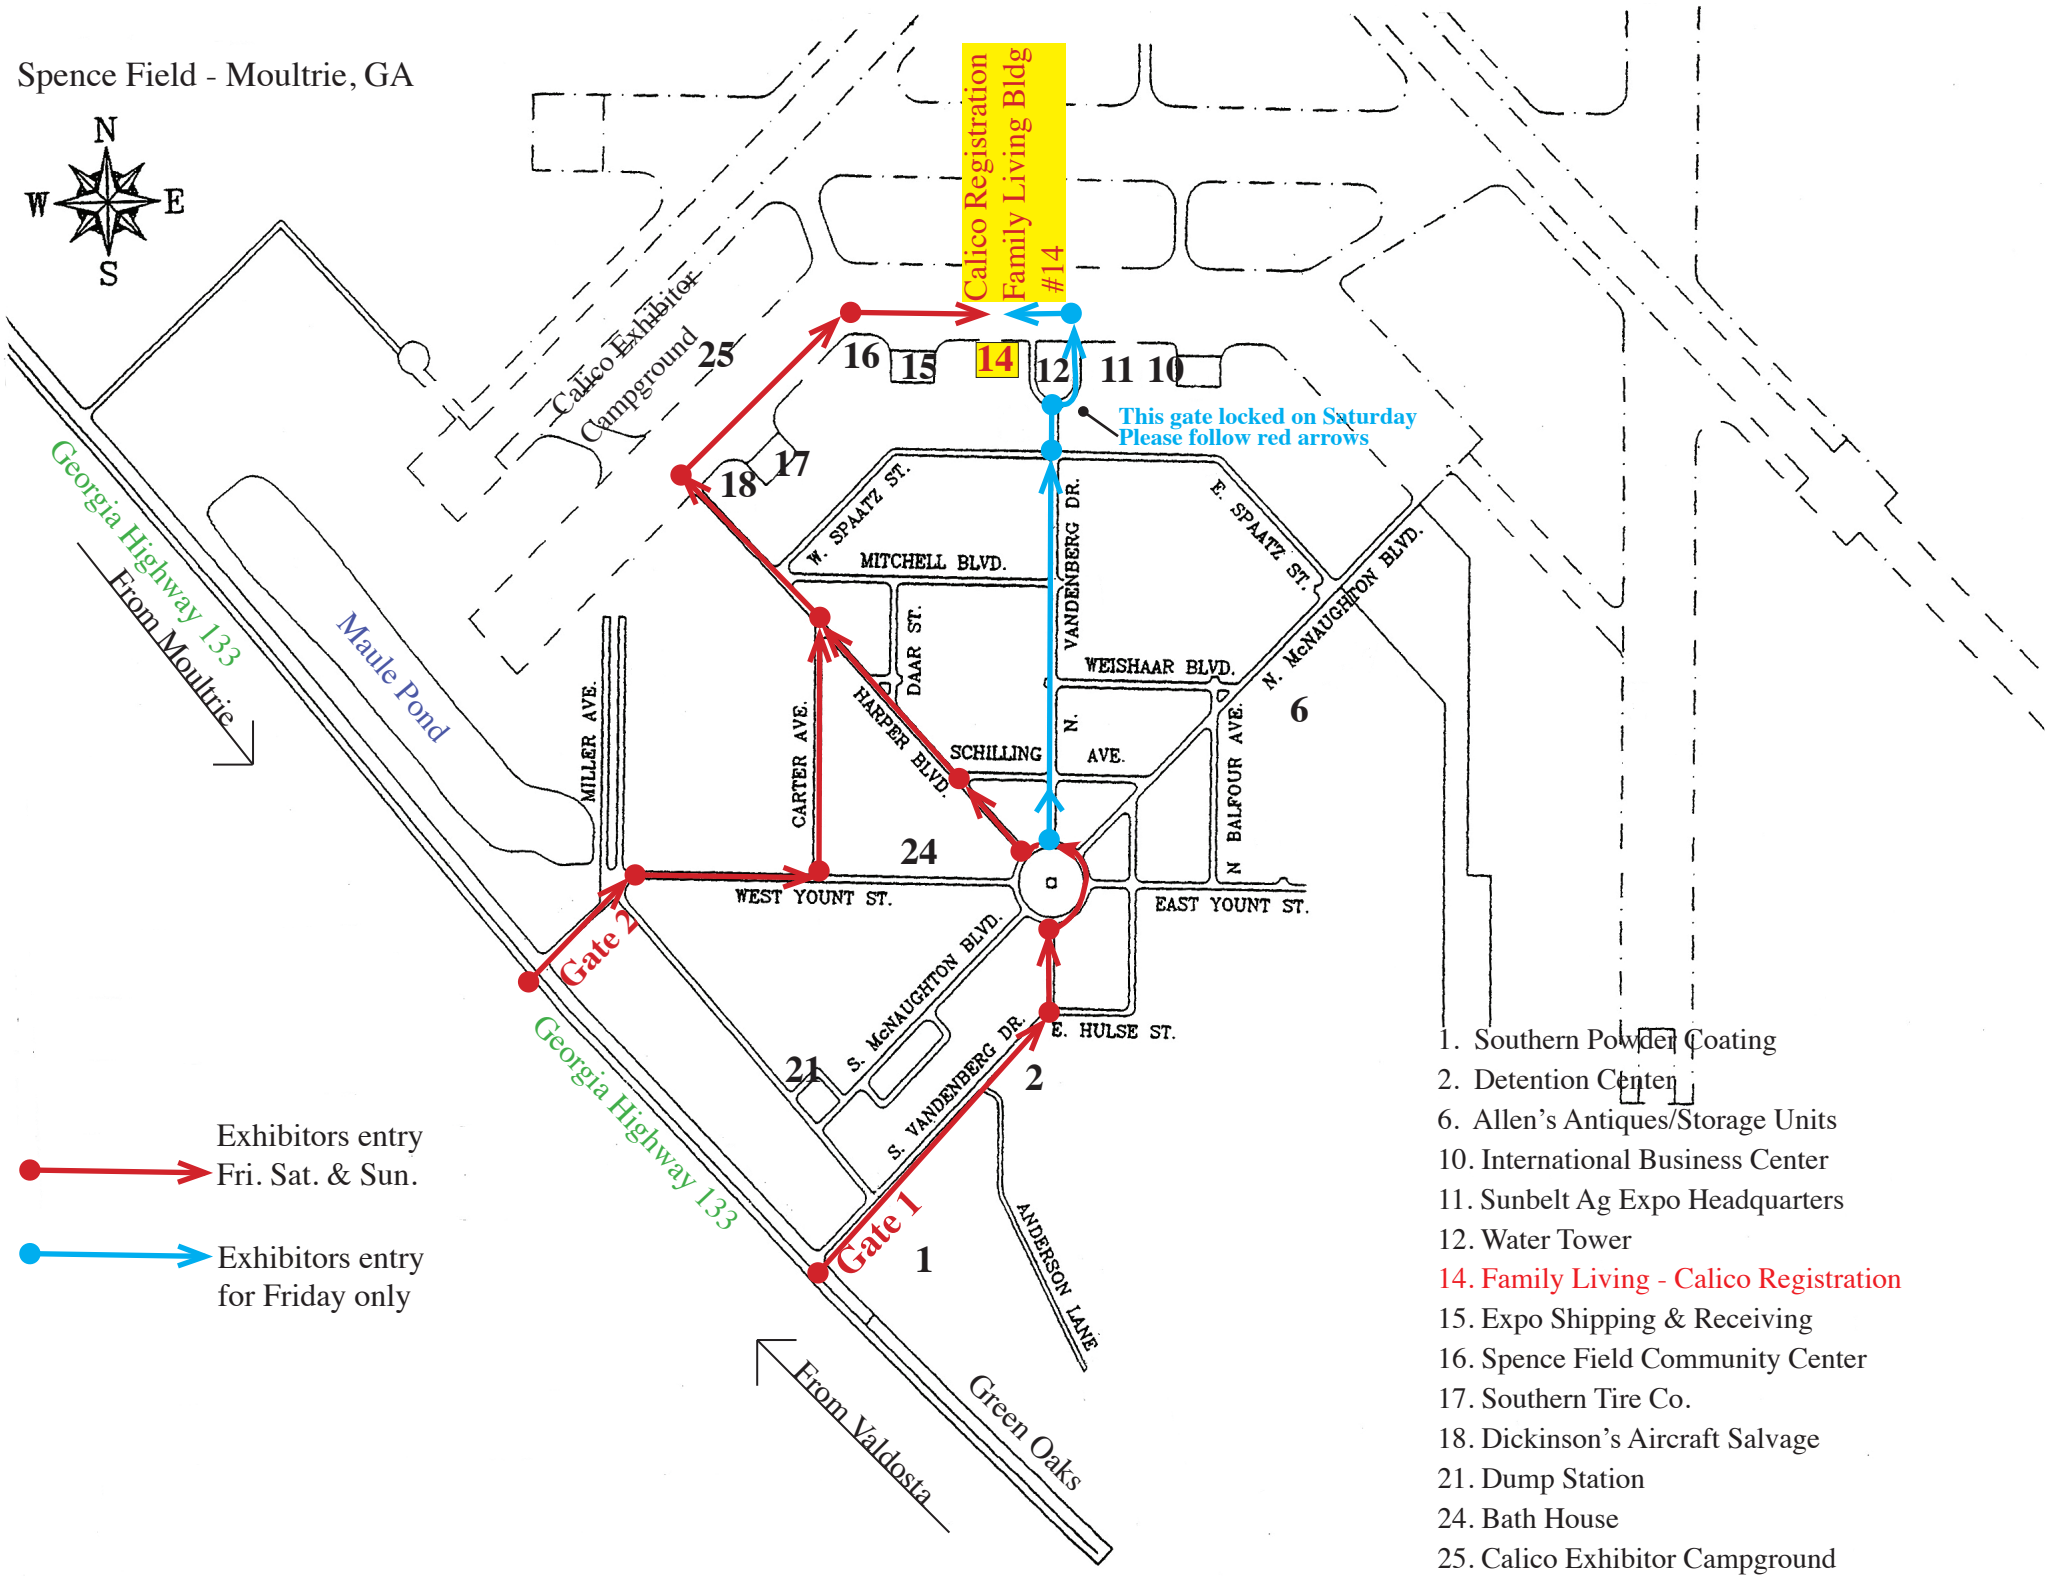 Spence Field - Moultrie, GA
N
W
E
S
Calico Registration
Family Living Bldg
#14
Calico Exhibitor
Campground
25
16
15
14
12
11
10
This gate locked on Saturday
Please follow red arrows
17
18
Georgia Highway 133
From Moultrie
Maule Pond
W. SPAATZ ST.
MITCHELL BLVD.
VANDENBERG DR.
N.
E. SPAATZ ST.
N. McNAUGHTON BLVD.
DAAR ST.
WEISHAAR BLVD.
6
MILLER AVE.
CARTER AVE.
HARPER BLVD.
SCHILLING AVE.
N BALFOUR AVE.
24
WEST YOUNT ST.
EAST YOUNT ST.
Gate 2
S. McNAUGHTON BLVD.
S. VANDENBERG DR.
E. HULSE ST.
21
2
Georgia Highway 133
Gate 1
1
ANDERSON LANE
From Valdosta
Green Oaks
Exhibitors entry
Fri. Sat. & Sun.
Exhibitors entry
for Friday only
1. Southern Powder Coating
2. Detention Center
6. Allen's Antiques/Storage Units
10. International Business Center
11. Sunbelt Ag Expo Headquarters
12. Water Tower
14. Family Living - Calico Registration
15. Expo Shipping & Receiving
16. Spence Field Community Center
17. Southern Tire Co.
18. Dickinson's Aircraft Salvage
21. Dump Station
24. Bath House
25. Calico Exhibitor Campground